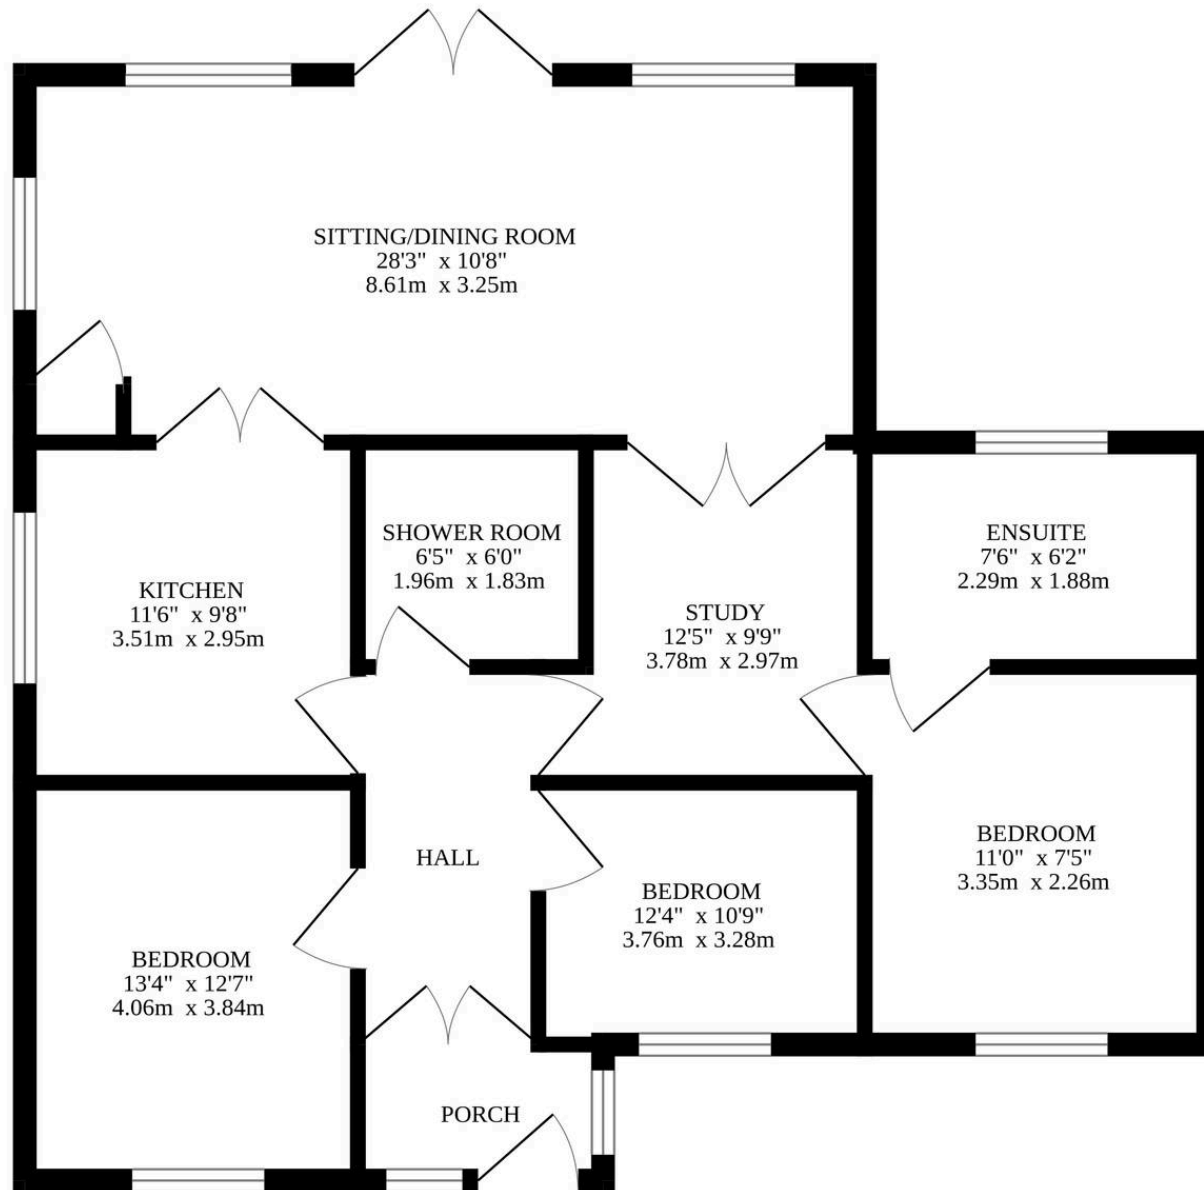 SITTING/DINING ROOM
28'3" x 10'8"
8.61m x 3.25m
SHOWER ROOM
6'5" x 6'0"
1.96m x 1.83m
ENSUITE
7'6" x 6'2"
2.29m x 1.88m
KITCHEN
11'6" x 9'8"
3.51m x 2.95m
STUDY
12'5" x 9'9"
3.78m x 2.97m
HALL
BEDROOM
11'0" x 7'5"
3.35m x 2.26m
BEDROOM
12'4" x 10'9"
3.76m x 3.28m
BEDROOM
13'4" x 12'7"
4.06m x 3.84m
PORCH